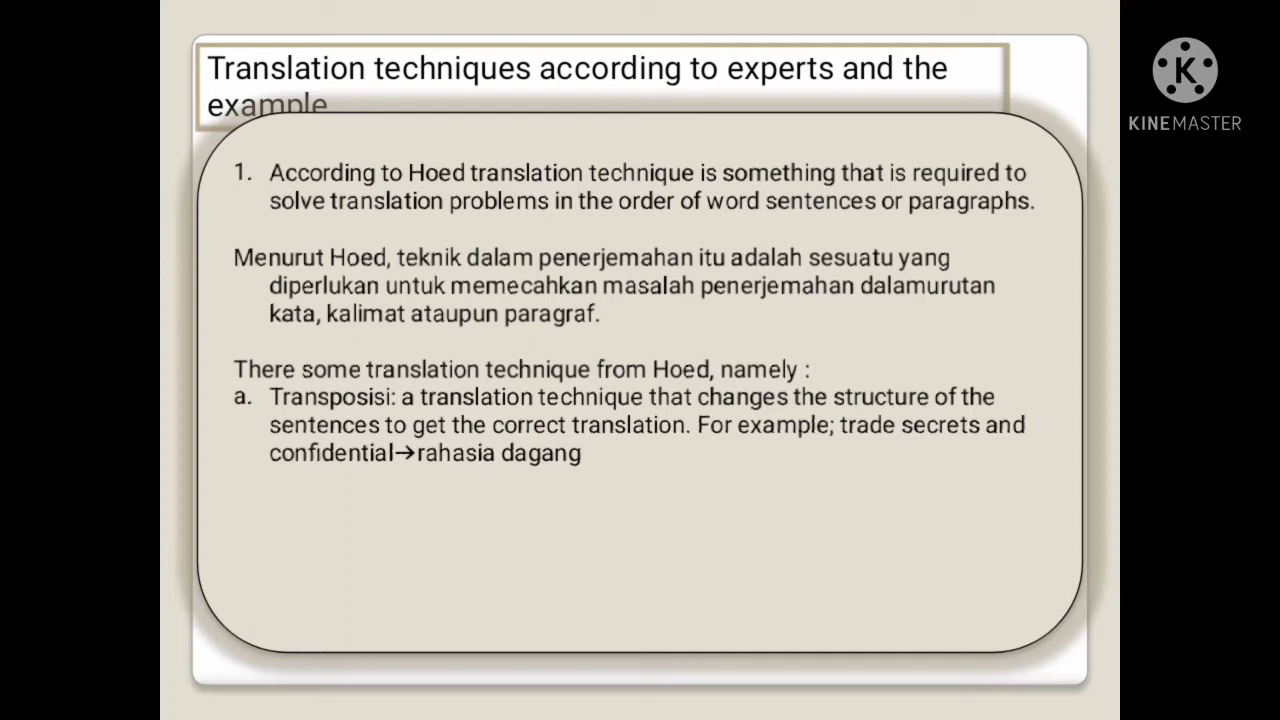 Translation techniques according to experts and the
example
1. According to Hoed translation technique is something that is required to
solve translation problems in the order of word sentences or paragraphs.
Menurut Hoed, teknik dalam penerjemahan itu adalah sesuatu yang
diperlukan untuk memecahkan masalah penerjemahan dalamurutan
kata, kalimat ataupun paragraf.
There some translation technique from Hoed, namely :
a. Transposisi: a translation technique that changes the structure of the
sentences to get the correct translation. For example; trade secrets and
confidential→rahasia dagang
K
KINEMASTER